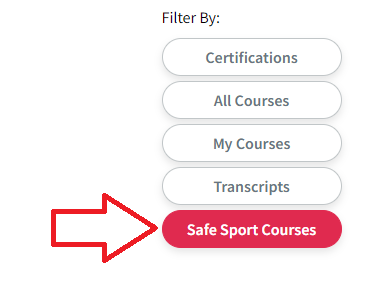 Filter By:
Certifications
All Courses
My Courses
Transcripts
Safe Sport Courses